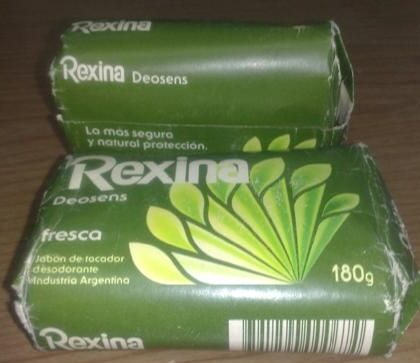 Rexina
Rexina Deosens
La más segura
y natural protección.
Rexina
Deosens
fresca
Jabón de tocador
desodorante
Industria Argentina
180g
Rexina